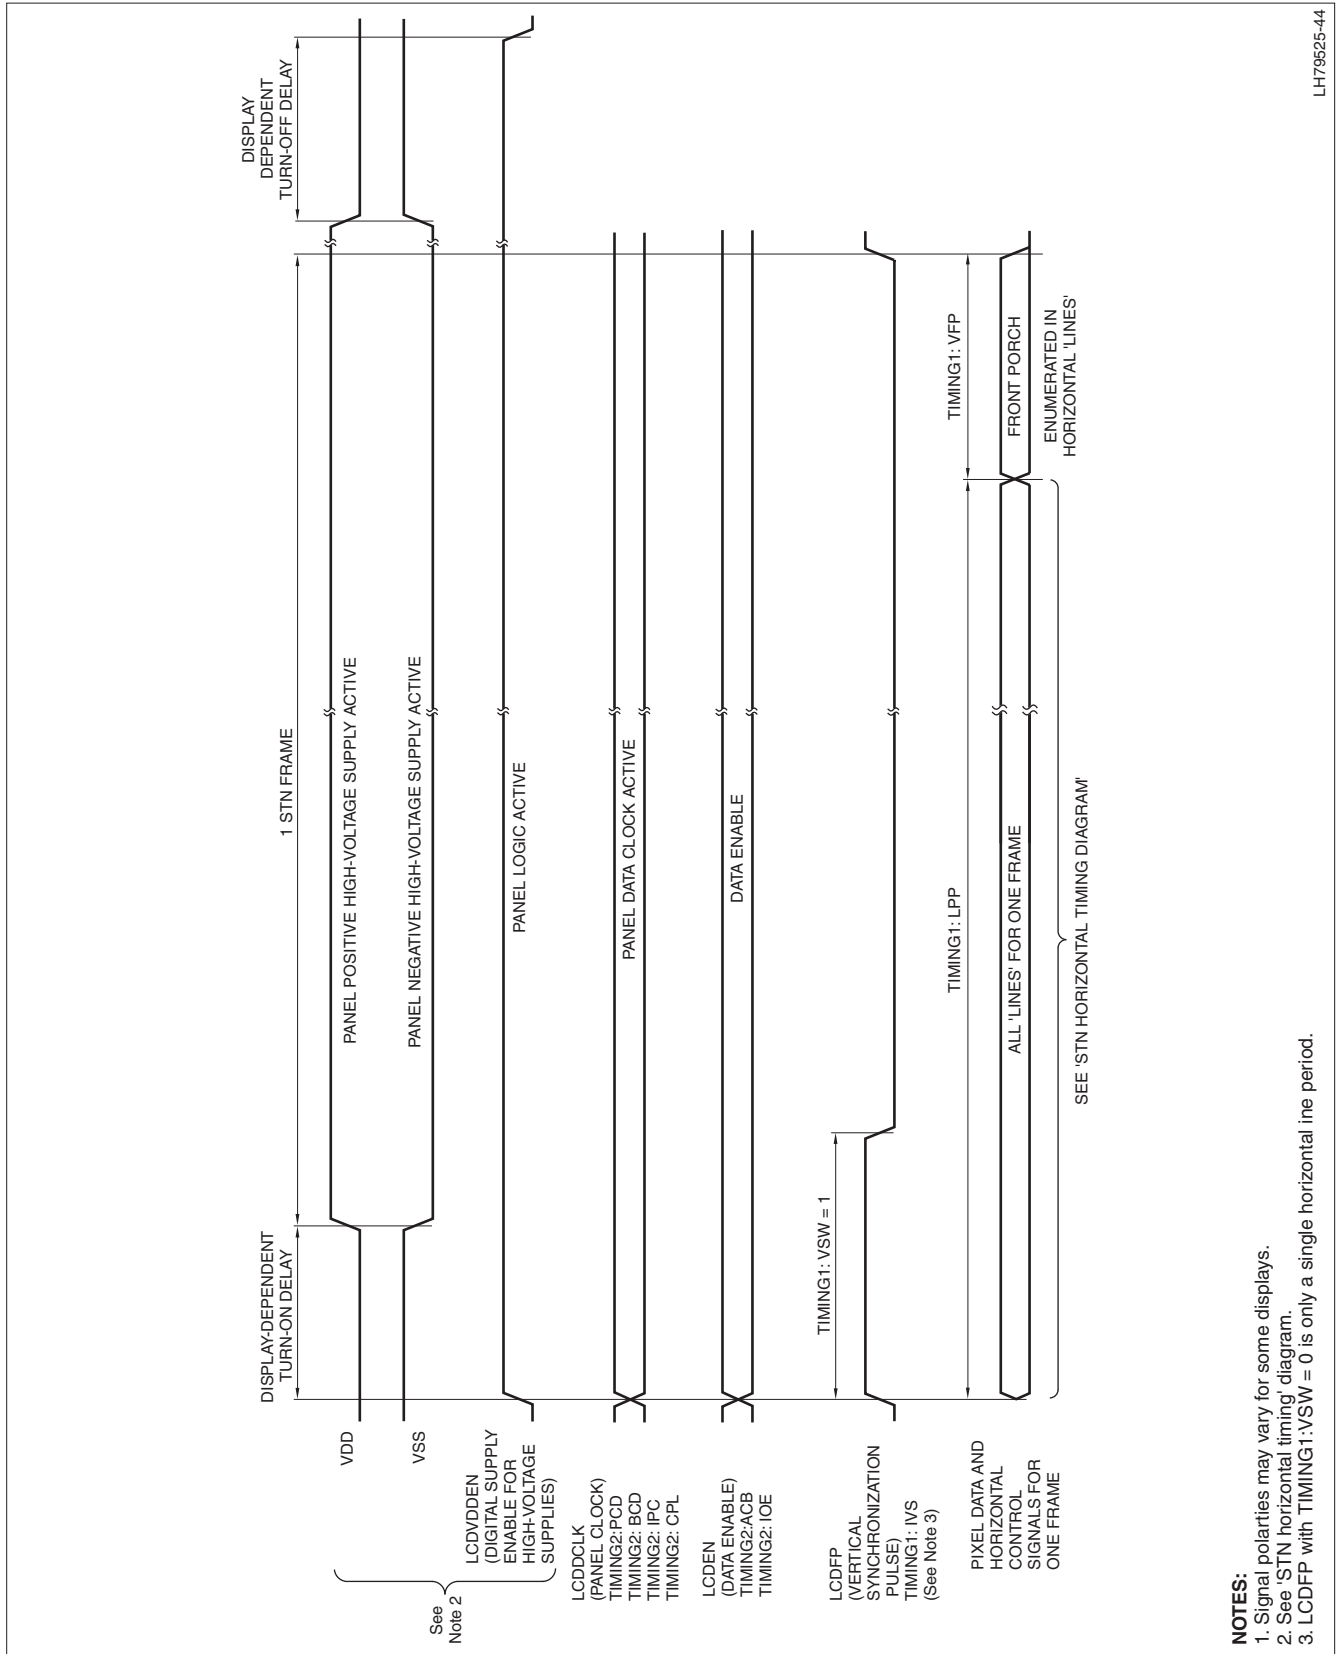 DISPLAY-DEPENDENT
TURN-ON DELAY
1 STN FRAME
DISPLAY
DEPENDENT
TURN-OFF DELAY
VDD
PANEL POSITIVE HIGH-VOLTAGE SUPPLY ACTIVE
VSS
PANEL NEGATIVE HIGH-VOLTAGE SUPPLY ACTIVE
See
Note 2
LCDVDDEN
(DIGITAL SUPPLY
ENABLE FOR
HIGH-VOLTAGE
SUPPLIES)
PANEL LOGIC ACTIVE
LCDDCLK
(PANEL CLOCK)
TIMING2:PCD
TIMING2: BCD
TIMING2: IPC
TIMING2: CPL
PANEL DATA CLOCK ACTIVE
LCDEN
(DATA ENABLE)
TIMING2:ACB
TIMING2: IOE
DATA ENABLE
TIMING1: VSW = 1
LCDFP
(VERTICAL
SYNCHRONIZATION
PULSE)
TIMING1: IVS
(See Note 3)
TIMING1: LPP
TIMING1: VFP
PIXEL DATA AND
HORIZONTAL
CONTROL
SIGNALS FOR
ONE FRAME
ALL 'LINES' FOR ONE FRAME
FRONT PORCH
SEE 'STN HORIZONTAL TIMING DIAGRAM'
ENUMERATED IN
HORIZONTAL 'LINES'
NOTES:
1. Signal polarties may vary for some displays.
2. See 'STN horizontal timing' diagram.
3. LCDFP with TIMING1:VSW = 0 is only a single horizontal ine period.
LH79525-44